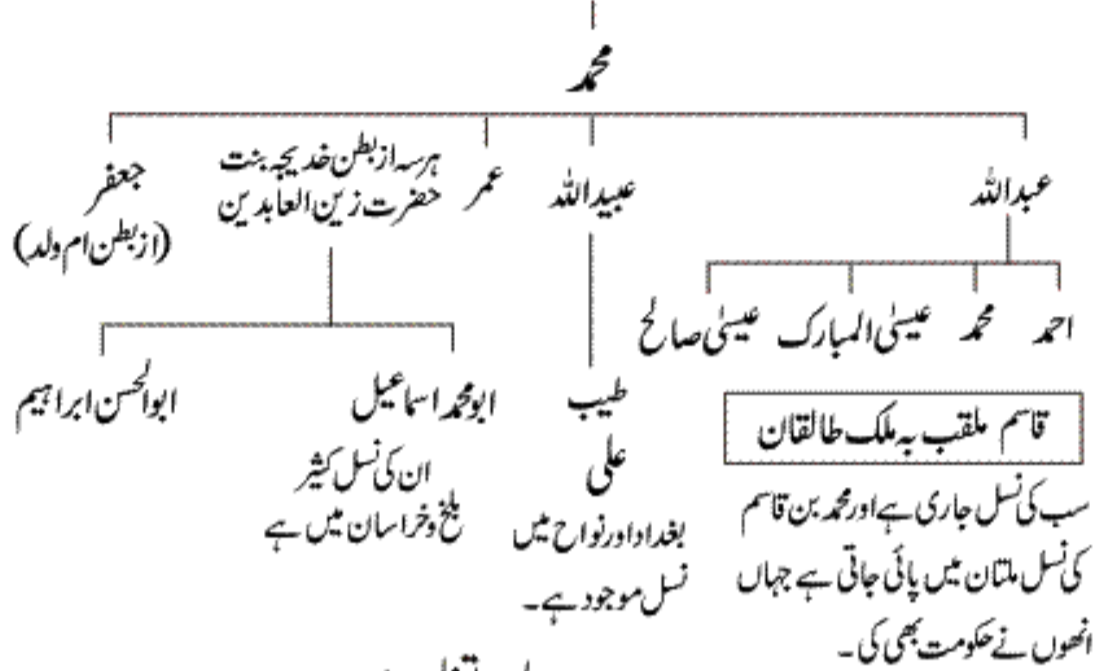 محمد
عبداللہ
عبیداللہ
عمر
ہرسہ از بطن خدیجہ بنت
حضرت زین العابدین
جعفر
(از بطن ام ولد)
احمد
محمد
عیسیٰ المبارک
عیسیٰ صالح
قاسم ملقب بہ ملک طالقان
سب کی نسل جاری ہے اور محمد بن قاسم
کی نسل ملتان میں پائی جاتی ہے جہاں
انھوں نے حکومت بھی کی۔
طیب
علی
بغداد اور نواح میں
نسل موجود ہے۔
ابو محمد اسماعیل
ان کی نسل کثیر
بلخ و خراسان میں ہے
ابوالحسن ابراہیم